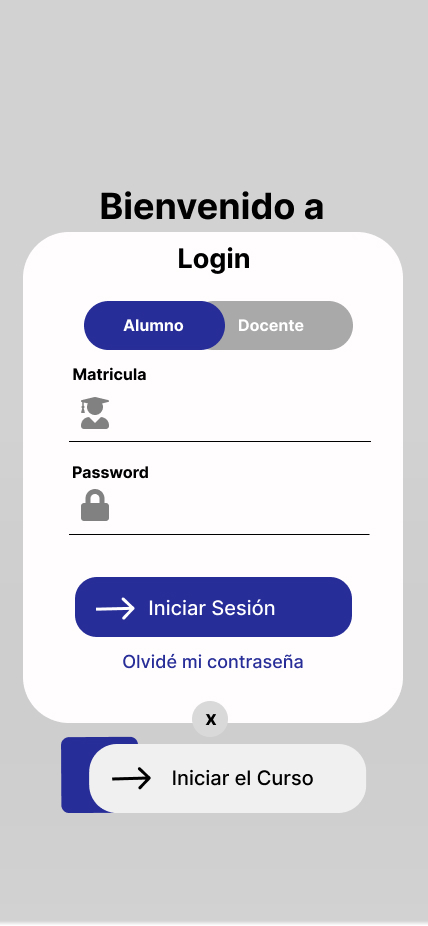 Bienvenido a
Login
Alumno Docente
Matricula
Password
Iniciar Sesión
Olvidé mi contraseña
x
Iniciar el Curso